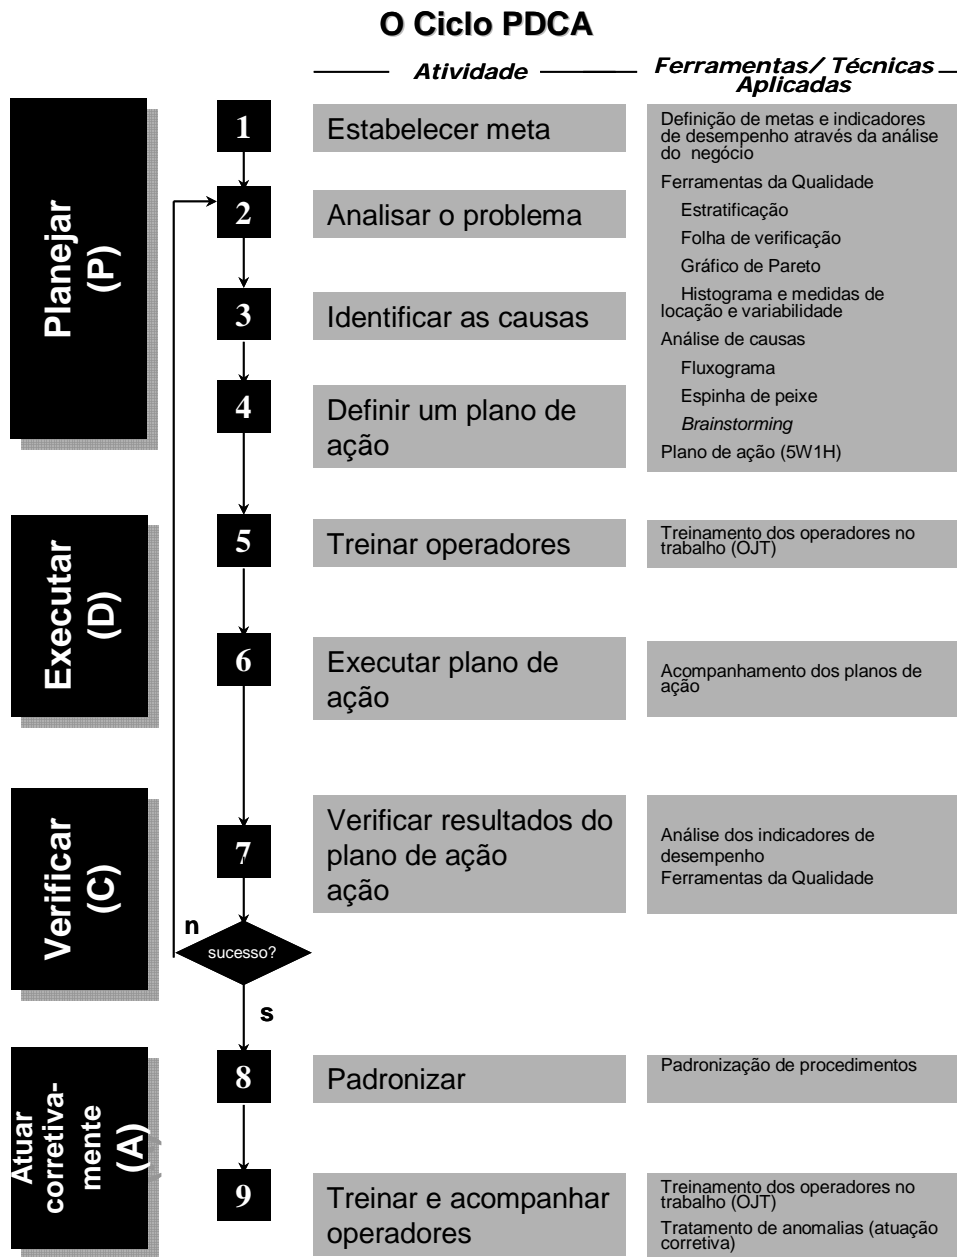 O Ciclo PDCA
Atividade
Ferramentas/ Técnicas
Aplicadas
Planejar
(P)
1
Estabelecer meta
Definição de metas e indicadores
de desempenho através da análise
do negócio
2
Analisar o problema
Ferramentas da Qualidade
Estratificação
Folha de verificação
Gráfico de Pareto
Histograma e medidas de
locação e variabilidade
3
Identificar as causas
Análise de causas
Fluxograma
Espinha de peixe
Brainstorming
4
Definir um plano de
ação
Plano de ação (5W1H)
Executar
(D)
5
Treinar operadores
Treinamento dos operadores no
trabalho (OJT)
6
Executar plano de
ação
Acompanhamento dos planos de
ação
Verificar
(C)
7
Verificar resultados do
plano de ação
ação
Análise dos indicadores de
desempenho
Ferramentas da Qualidade
n
sucesso?
s
Atuar
corretiva-
mente
(A)
8
Padronizar
Padronização de procedimentos
9
Treinar e acompanhar
operadores
Treinamento dos operadores no
trabalho (OJT)
Tratamento de anomalias (atuação
corretiva)